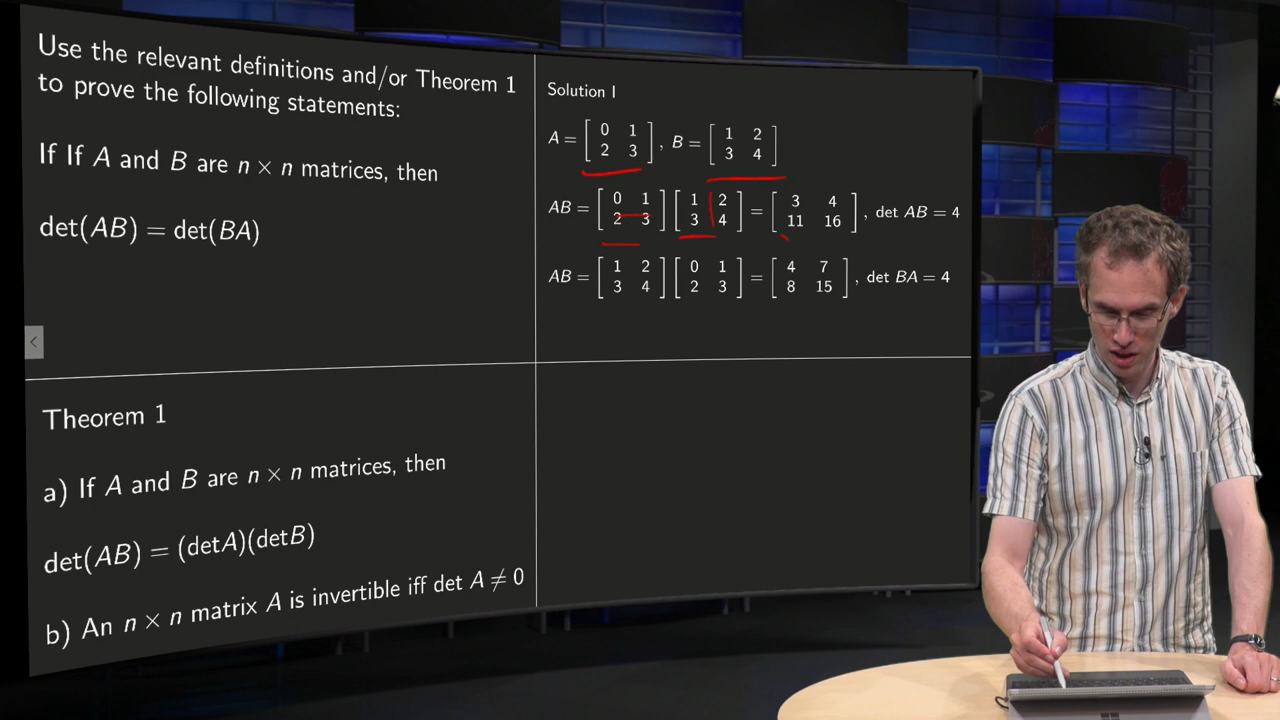 Use the relevant definitions and/or Theorem 1
to prove the following statements:
If If A and B are n × n matrices, then
det(AB) = det(BA)
Theorem 1
a) If A and B are n × n matrices, then
det(AB) = (detA)(detB)
b) An n × n matrix A is invertible iff det A ≠ 0
Solution I
A = [ 0 1 ; 2 3 ], B = [ 1 2 ; 3 4 ]
AB = [ 0 1 ; 2 3 ] [ 1 2 ; 3 4 ] = [ 3 4 ; 11 16 ], det AB = 4
AB = [ 1 2 ; 3 4 ] [ 0 1 ; 2 3 ] = [ 4 7 ; 8 15 ], det BA = 4